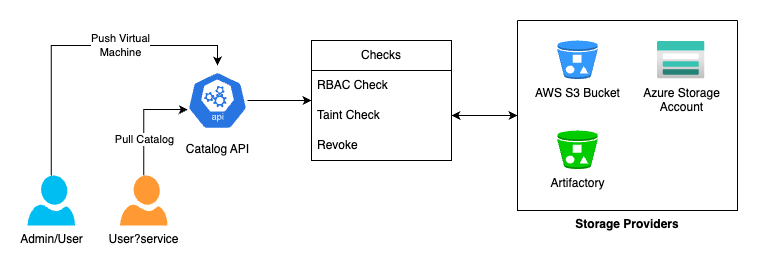 Push Virtual
Machine
Checks
RBAC Check
Taint Check
Revoke
api
Catalog API
Pull Catalog
Admin/User
User?service
AWS S3 Bucket
Azure Storage
Account
Artifactory
Storage Providers